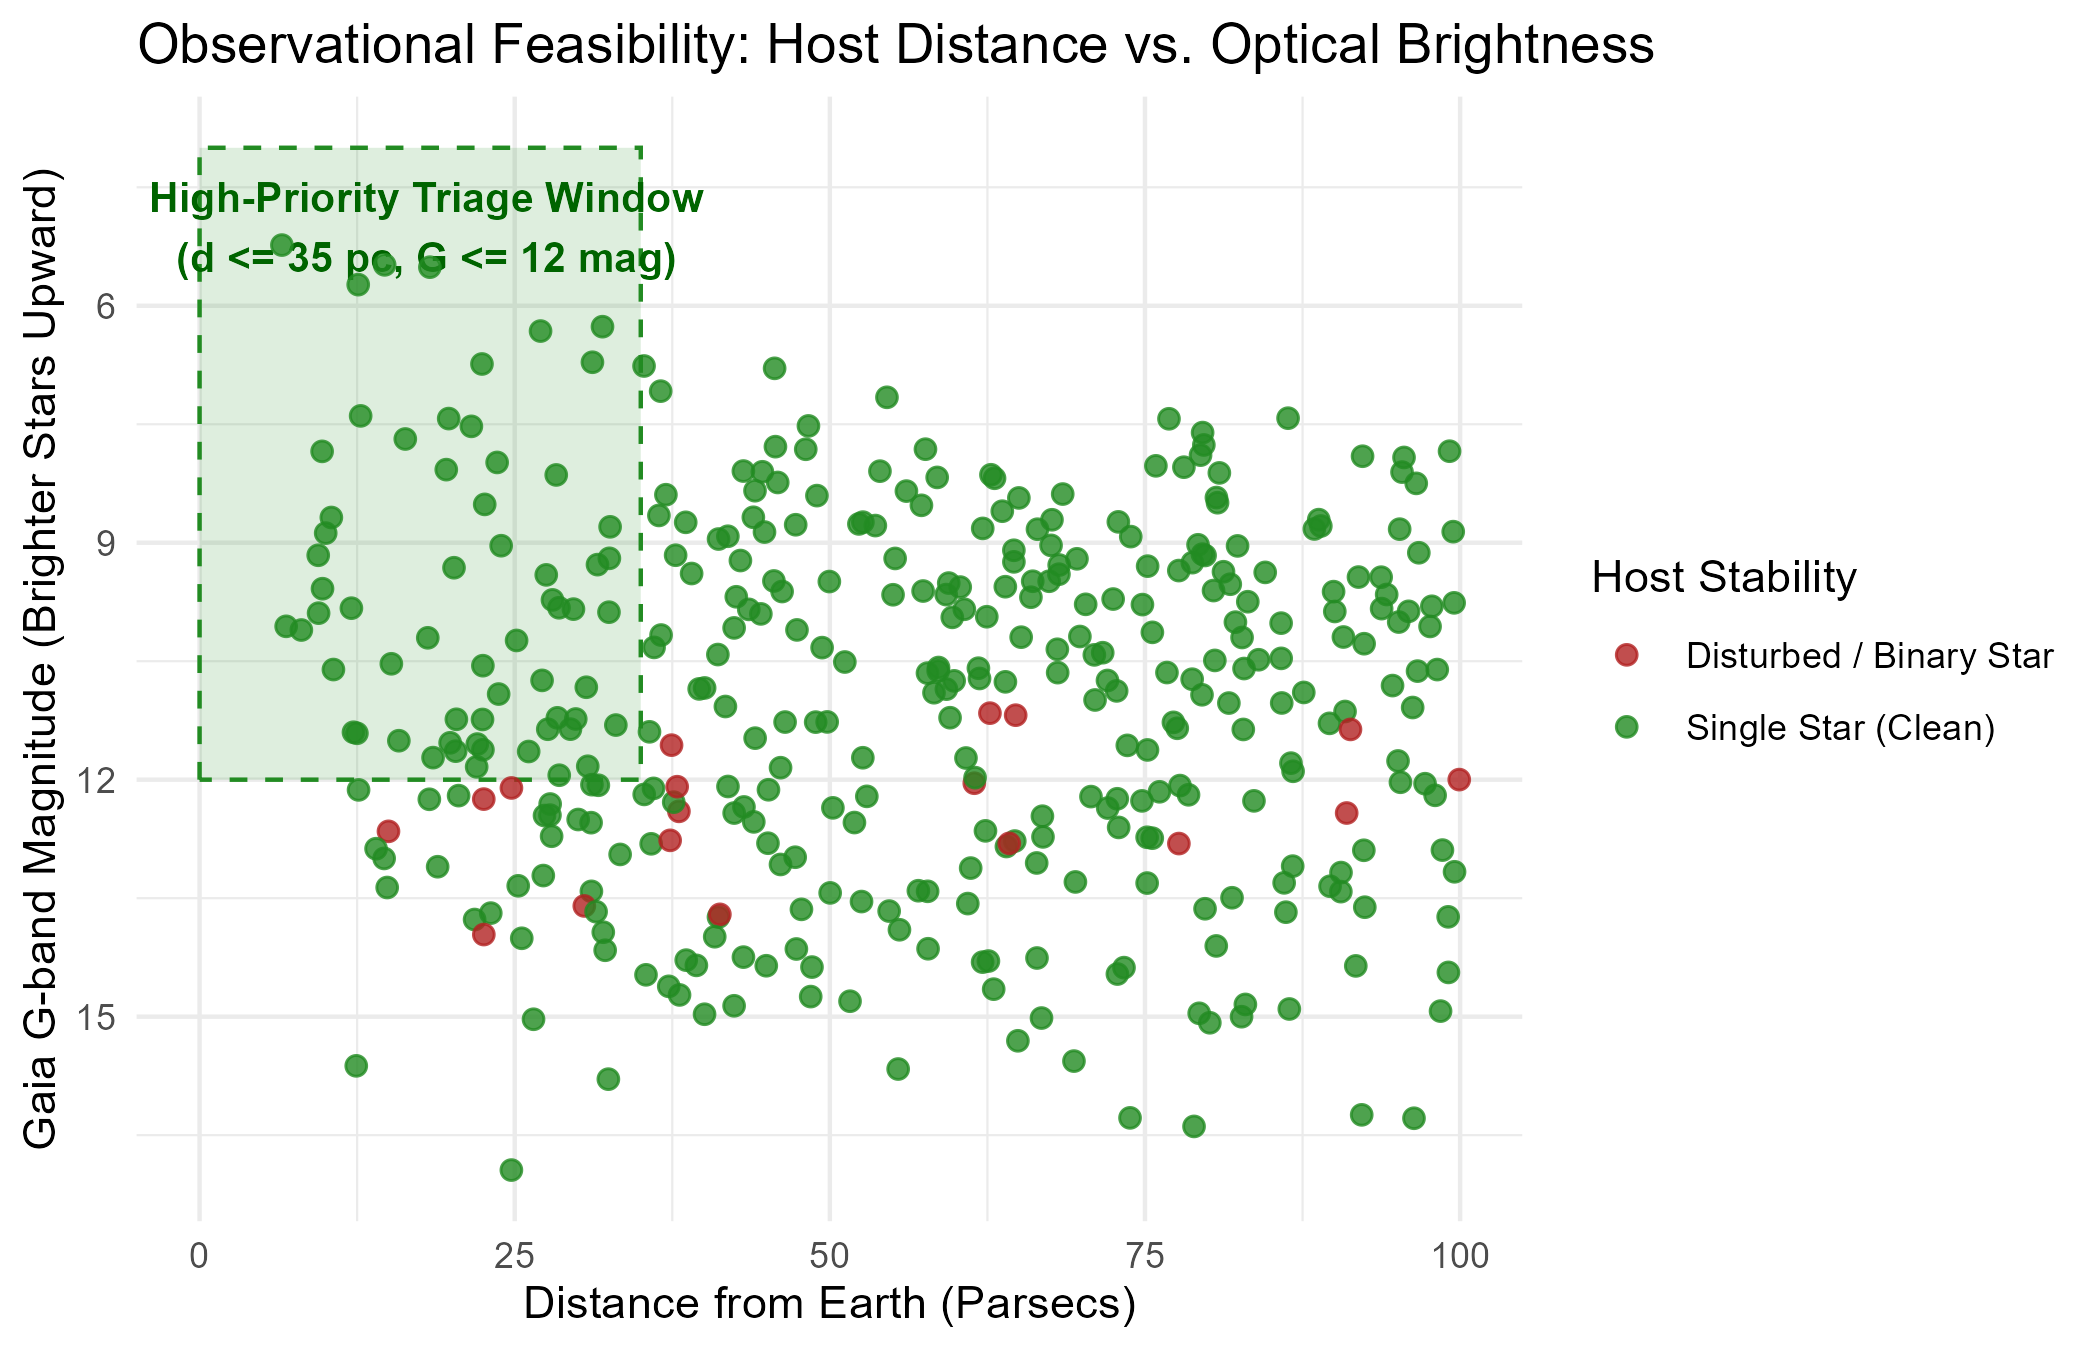 Observational Feasibility: Host Distance vs. Optical Brightness
High-Priority Triage Window
(d <= 35 pc, G <= 12 mag)
Gaia G-band Magnitude (Brighter Stars Upward)
6
9
12
15
0
25
50
75
100
Distance from Earth (Parsecs)
Host Stability
Disturbed / Binary Star
Single Star (Clean)